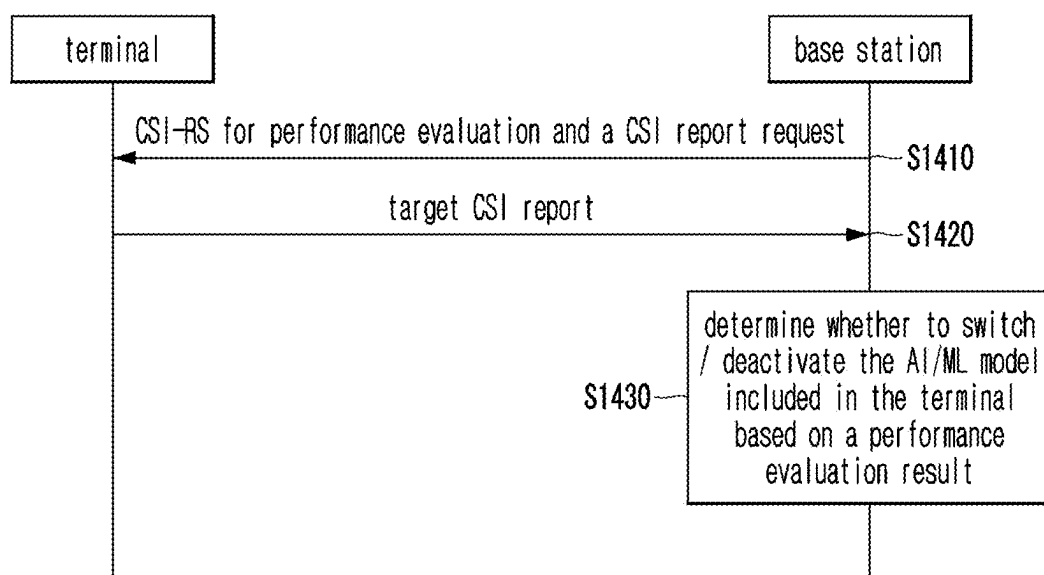 terminal
base station
CSI-RS for performance evaluation and a CSI report request
S1410
target CSI report
S1420
determine whether to switch
/ deactivate the AI/ML model
included in the terminal
based on a performance
evaluation result
S1430